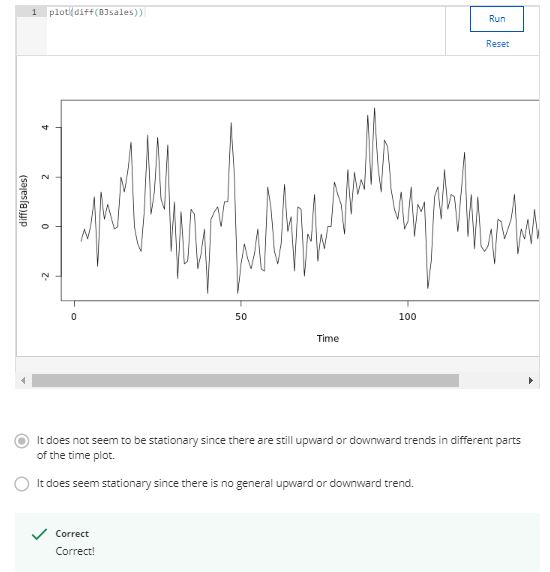 1 plot(diff(BJsales))
Run
Reset
diff(BJsales)
4
2
0
-2
0 50 100
Time
It does not seem to be stationary since there are still upward or downward trends in different parts
of the time plot.
It does seem stationary since there is no general upward or downward trend.
Correct
Correct!